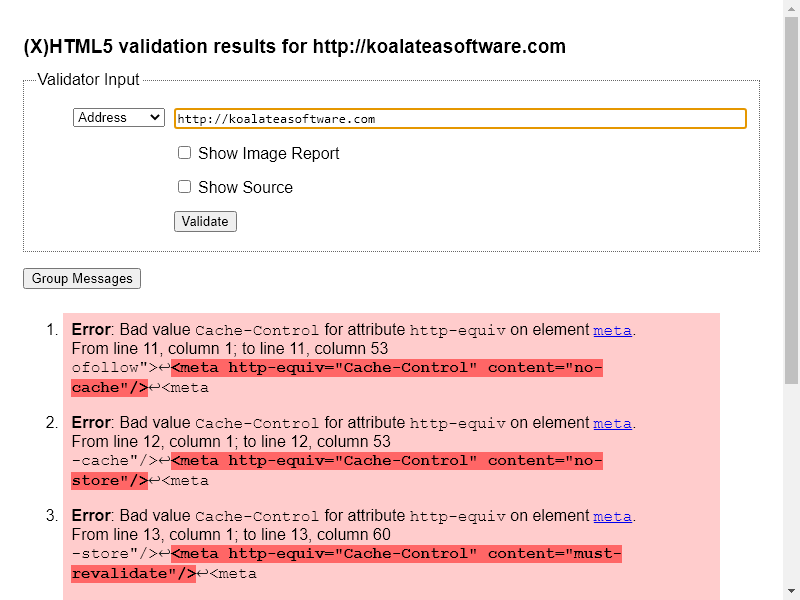 (X)HTML5 validation results for http://koalateasoftware.com
Validator Input
Address http://koalateasoftware.com
Show Image Report
Show Source
Validate
Group Messages
1. Error: Bad value Cache-Control for attribute http-equiv on element meta.
From line 11, column 1; to line 11, column 53
ofollow">↩<meta http-equiv="Cache-Control" content="no-
cache"/>↩<meta
2. Error: Bad value Cache-Control for attribute http-equiv on element meta.
From line 12, column 1; to line 12, column 53
-cache"/>↩<meta http-equiv="Cache-Control" content="no-
store"/>↩<meta
3. Error: Bad value Cache-Control for attribute http-equiv on element meta.
From line 13, column 1; to line 13, column 60
-store"/>↩<meta http-equiv="Cache-Control" content="must-
revalidate"/>↩<meta